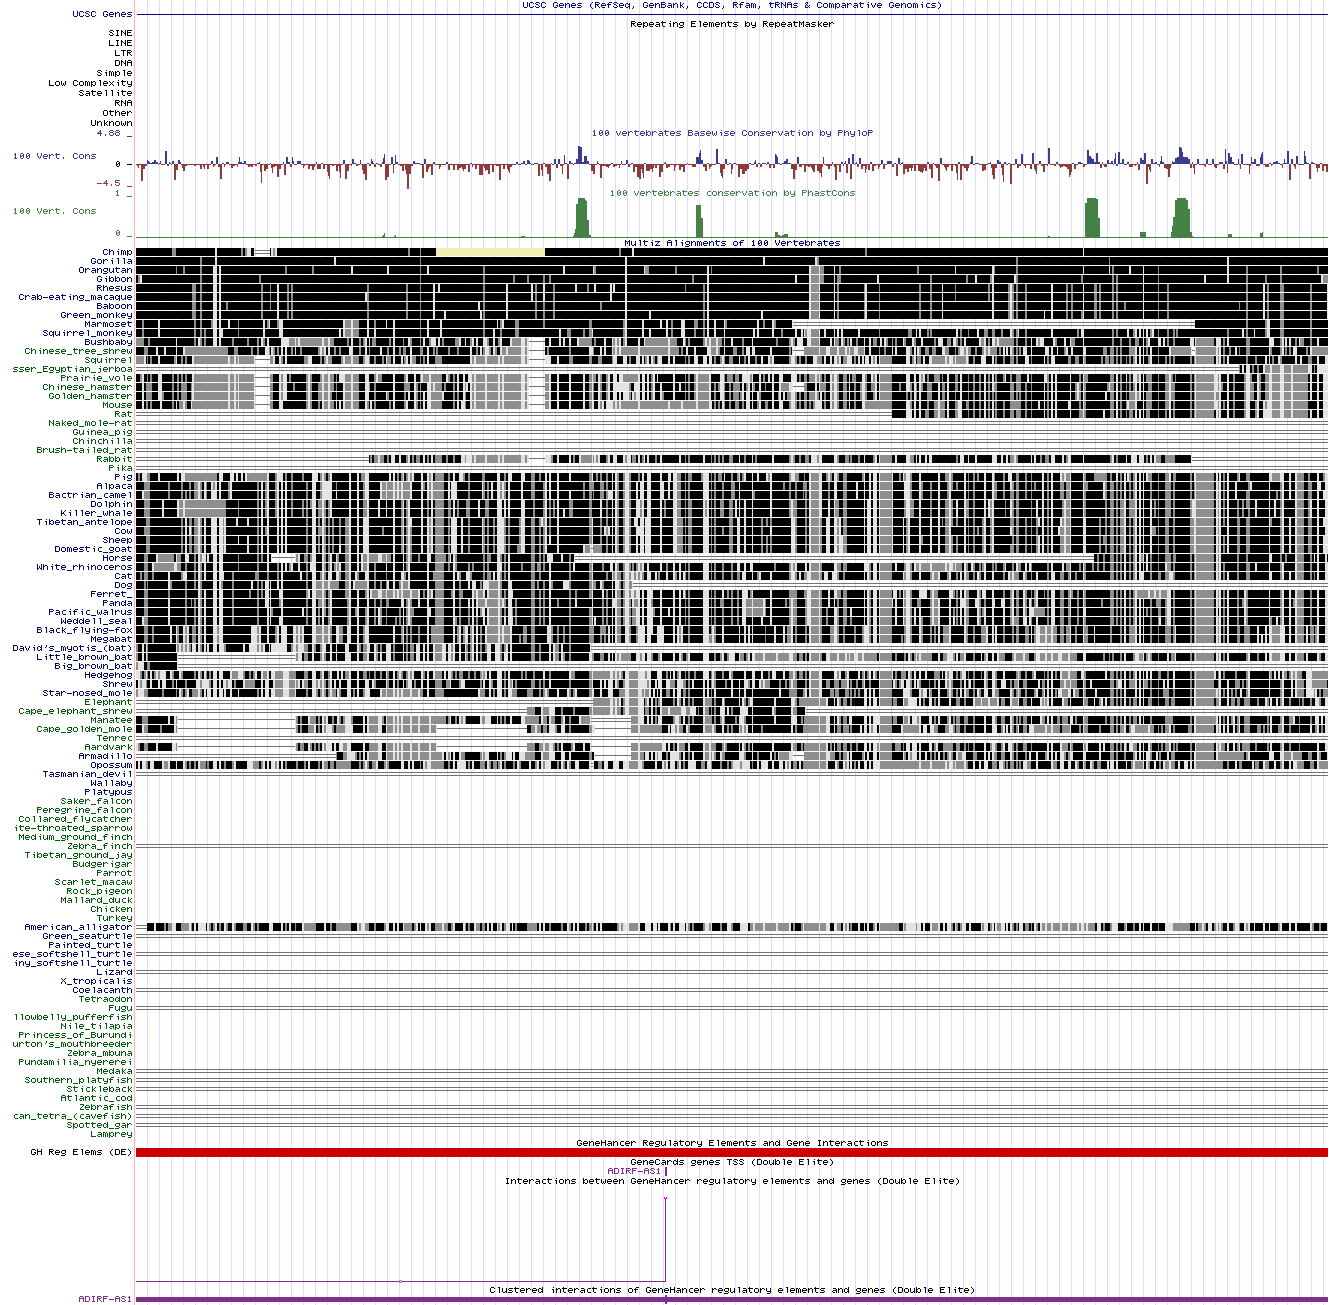 UCSC Genes (RefSeq, GenBank, CCDS, Rfam, tRNAs & Comparative Genomics)
UCSC Genes
Repeating Elements by RepeatMasker
SINE
LINE
LTR
DNA
Simple
Low Complexity
Satellite
RNA
Other
Unknown
4.88 _
100 vertebrates Basewise Conservation by PhyloP
100 Vert. Cons
0 _
-4.5 _
1 _
100 vertebrates conservation by PhastCons
100 Vert. Cons
0 _
Multiz Alignments of 100 Vertebrates
Chimp
Gorilla
Orangutan
Gibbon
Rhesus
Crab-eating_macaque
Baboon
Green_monkey
Marmoset
Squirrel_monkey
Bushbaby
Chinese_tree_shrew
Squirrel
sser_Egyptian_jerboa
Prairie_vole
Chinese_hamster
Golden_hamster
Mouse
Rat
Naked_mole-rat
Guinea_pig
Chinchilla
Brush-tailed_rat
Rabbit
Pika
Pig
Alpaca
Bactrian_camel
Dolphin
Killer_whale
Tibetan_antelope
Cow
Sheep
Domestic_goat
Horse
White_rhinoceros
Cat
Dog
Ferret_
Panda
Pacific_walrus
Weddell_seal
Black_flying-fox
Megabat
David's_myotis_(bat)
Little_brown_bat
Big_brown_bat
Hedgehog
Shrew
Star-nosed_mole
Elephant
Cape_elephant_shrew
Manatee
Cape_golden_mole
Tenrec
Aardvark
Armadillo
Opossum
Tasmanian_devil
Wallaby
Platypus
Saker_falcon
Peregrine_falcon
Collared_flycatcher
ite-throated_sparrow
Medium_ground_finch
Zebra_finch
Tibetan_ground_jay
Budgerigar
Parrot
Scarlet_macaw
Rock_pigeon
Mallard_duck
Chicken
Turkey
American_alligator
Green_seaturtle
Painted_turtle
ese_softshell_turtle
iny_softshell_turtle
Lizard
X_tropicalis
Coelacanth
Tetraodon
Fugu
llowbelly_pufferfish
Nile_tilapia
Princess_of_Burundi
urton's_mouthbreeder
Zebra_mbuna
Pundamilia_nyererei
Medaka
Southern_platyfish
Stickleback
Atlantic_cod
Zebrafish
can_tetra_(cavefish)
Spotted_gar
Lamprey
GeneHancer Regulatory Elements and Gene Interactions
GH Reg Elems (DE)
GeneCards genes TSS (Double Elite)
ADIRF-AS1
Interactions between GeneHancer regulatory elements and genes (Double Elite)
Clustered interactions of GeneHancer regulatory elements and genes (Double Elite)
ADIRF-AS1